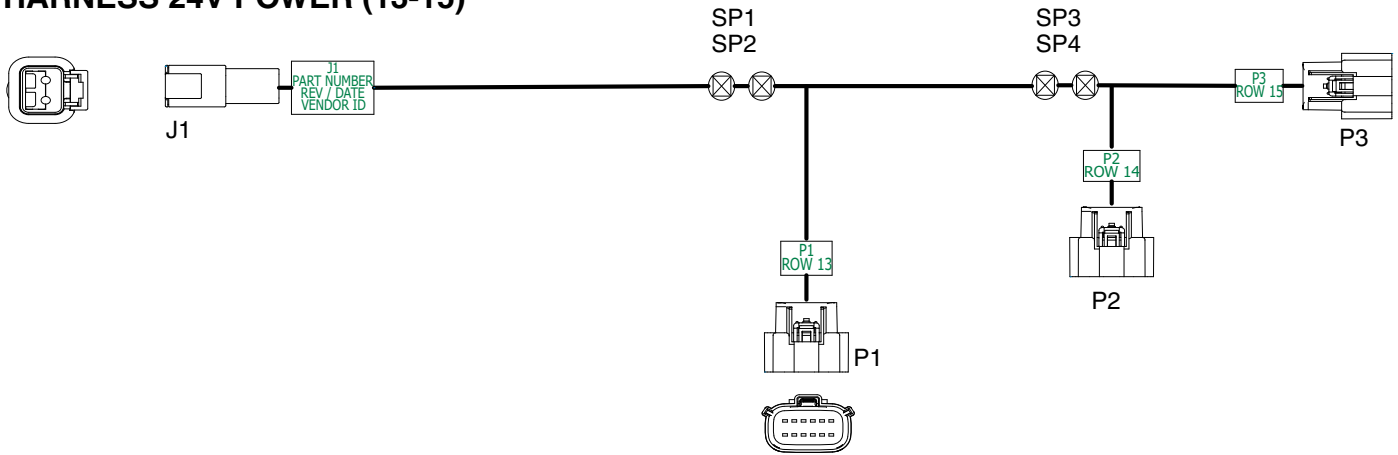 HARNESS 24V POWER (13-15)
SP1
SP2
SP3
SP4
J1
PART NUMBER
REV / DATE
VENDOR ID
P3
ROW 15
J1
P3
P2
ROW 14
P1
ROW 13
P2
P1